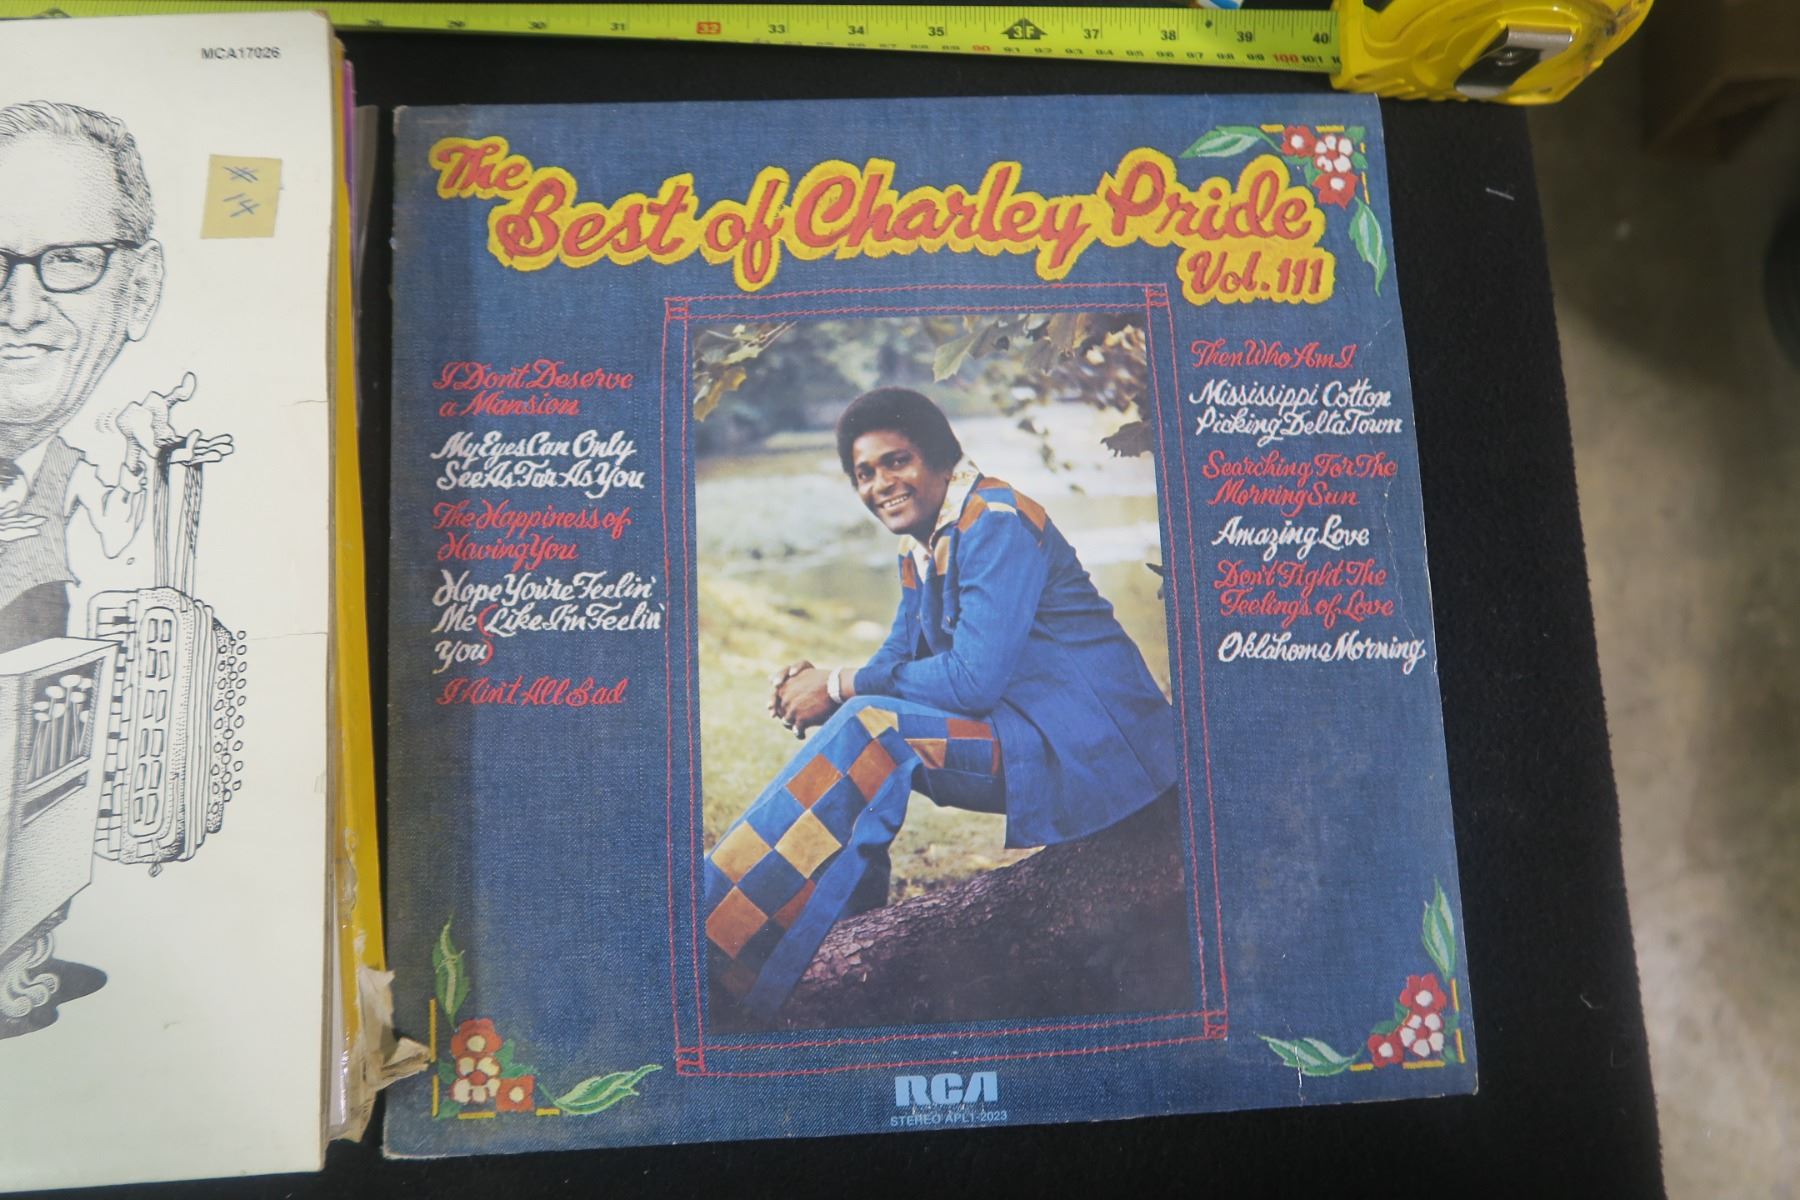 28 29 30 31 32 33 34 35 3F 37 38 39 40
MCA17026
14
The
Best of Charley Pride
Vol. III
I Don't Deserve
a Mansion
My Eyes Can Only
See As Far As You
The Happiness of
Having You
Hope You're Feelin'
Me (Like I'm Feelin'
You)
I Ain't All Bad
Then Who Am I
Mississippi Cotton
Picking Delta Town
Searching For The
Morning Sun
Amazing Love
Don't Fight The
Feelings of Love
Oklahoma Morning
RCA
STEREO APL1-2023